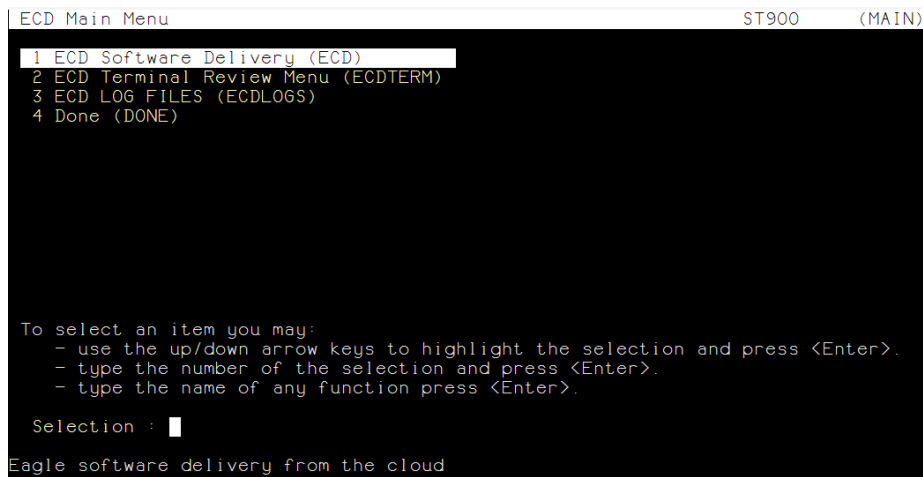 ECD Main Menu ST900 (MAIN)
1 ECD Software Delivery (ECD)
2 ECD Terminal Review Menu (ECDTERM)
3 ECD LOG FILES (ECDLOGS)
4 Done (DONE)
To select an item you may:
- use the up/down arrow keys to highlight the selection and press <Enter>.
- type the number of the selection and press <Enter>.
- type the name of any function press <Enter>.
Selection :
Eagle software delivery from the cloud